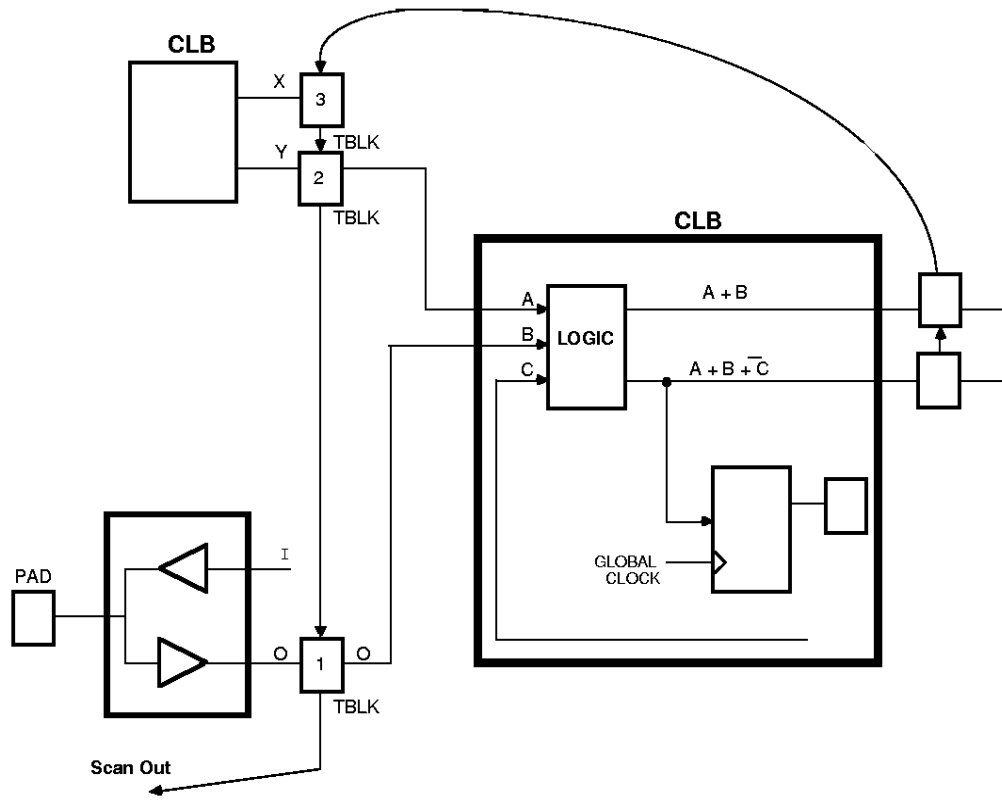 CLB
X
3
TBLK
Y
2
TBLK
CLB
A
A + B
B
LOGIC
C
A + B + C̅
GLOBAL
CLOCK
I
PAD
O
1
O
TBLK
Scan Out